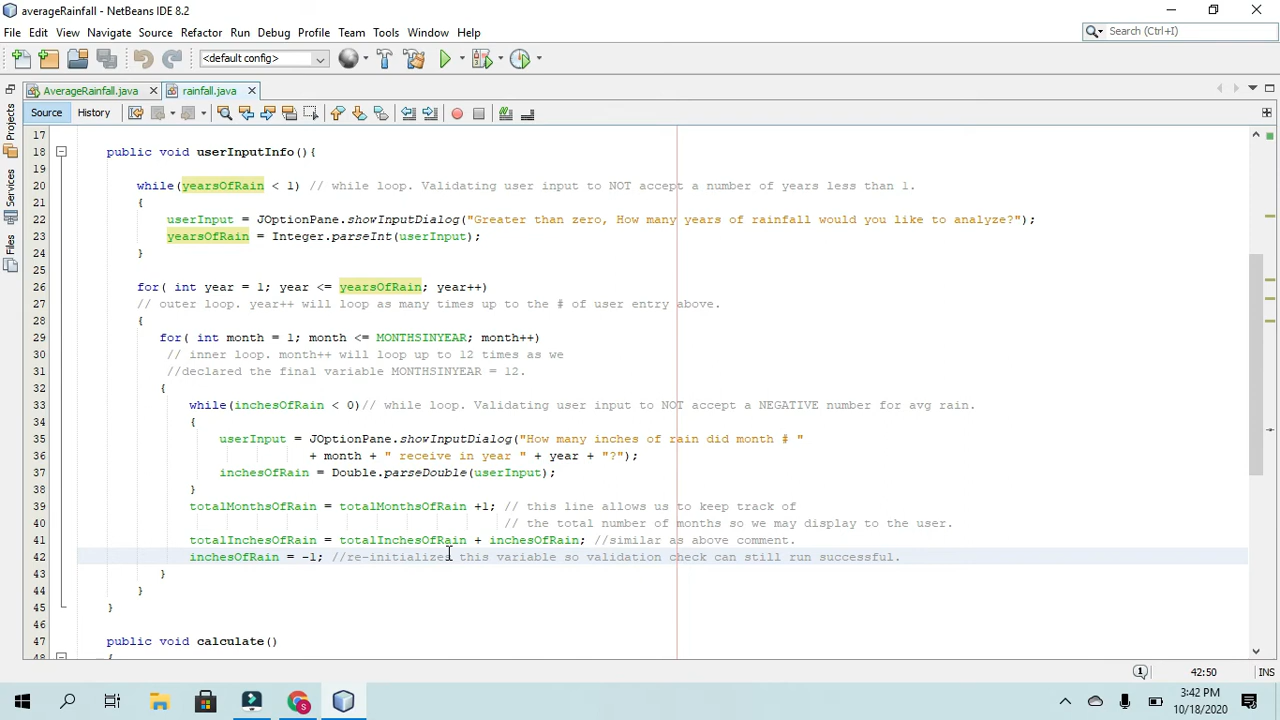 averageRainfall - NetBeans IDE 8.2
File Edit View Navigate Source Refactor Run Debug Profile Team Tools Window Help
Search (Ctrl+I)
<default config>
AverageRainfall.java rainfall.java
Source History
Projects
Services
Files
17
18 public void userInputInfo(){
19
20 while(yearsOfRain < 1) // while loop. Validating user input to NOT accept a number of years less than 1.
21 {
22 userInput = JOptionPane.showInputDialog("Greater than zero, How many years of rainfall would you like to analyze?");
23 yearsOfRain = Integer.parseInt(userInput);
24 }
25
26 for( int year = 1; year <= yearsOfRain; year++)
27 // outer loop. year++ will loop as many times up to the # of user entry above.
28 {
29 for( int month = 1; month <= MONTHSINYEAR; month++)
30 // inner loop. month++ will loop up to 12 times as we
31 //declared the final variable MONTHSINYEAR = 12.
32 {
33 while(inchesOfRain < 0)// while loop. Validating user input to NOT accept a NEGATIVE number for avg rain.
34 {
35 userInput = JOptionPane.showInputDialog("How many inches of rain did month # "
36 + month + " receive in year " + year + "?");
37 inchesOfRain = Double.parseDouble(userInput);
38 }
39 totalMonthsOfRain = totalMonthsOfRain +1; // this line allows us to keep track of
40 // the total number of months so we may display to the user.
41 totalInchesOfRain = totalInchesOfRain + inchesOfRain; //similar as above comment.
42 inchesOfRain = -1; //re-initializes this variable so validation check can still run successful.
43 }
44 }
45 }
46
47 public void calculate()
48 {
1 42:50 INS
3:42 PM
10/18/2020